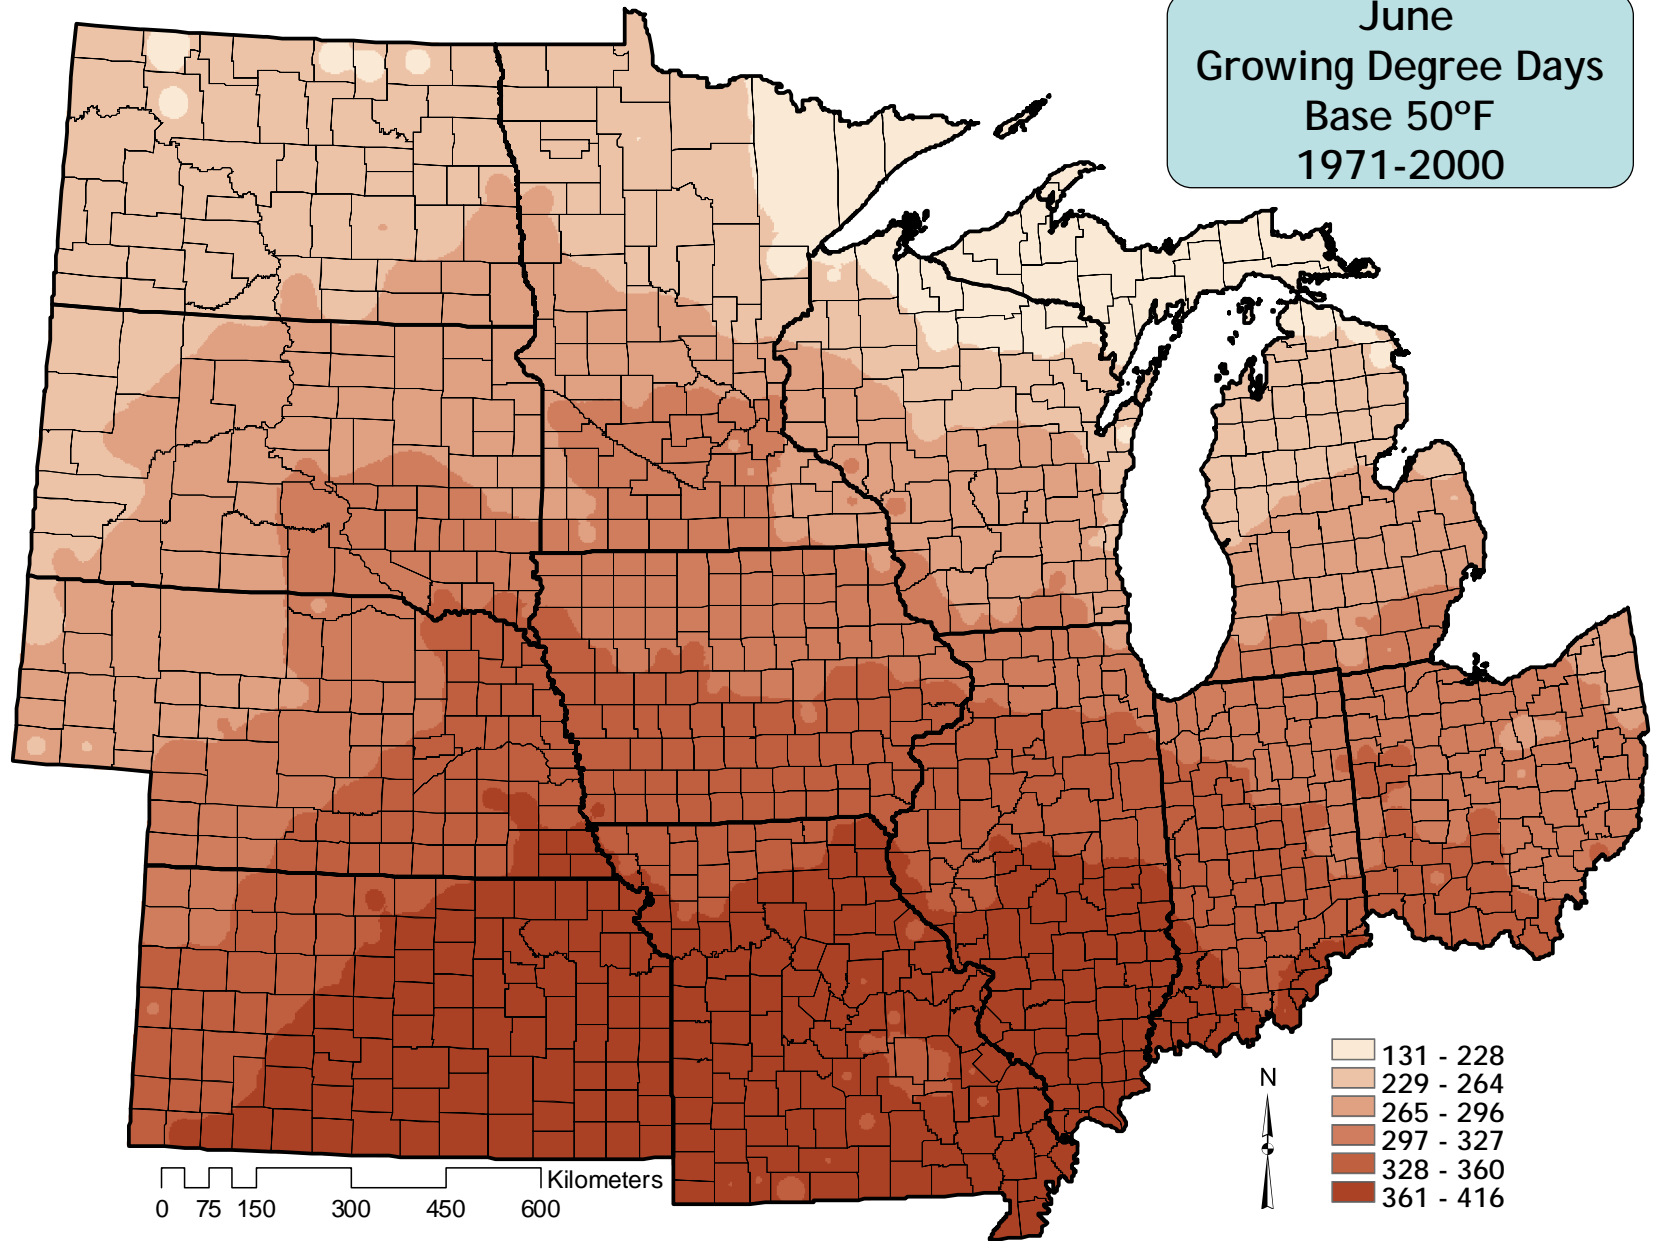 June
Growing Degree Days
Base 50°F
1971-2000
N
131 - 228
229 - 264
265 - 296
297 - 327
328 - 360
361 - 416
Kilometers
0 75 150 300 450 600